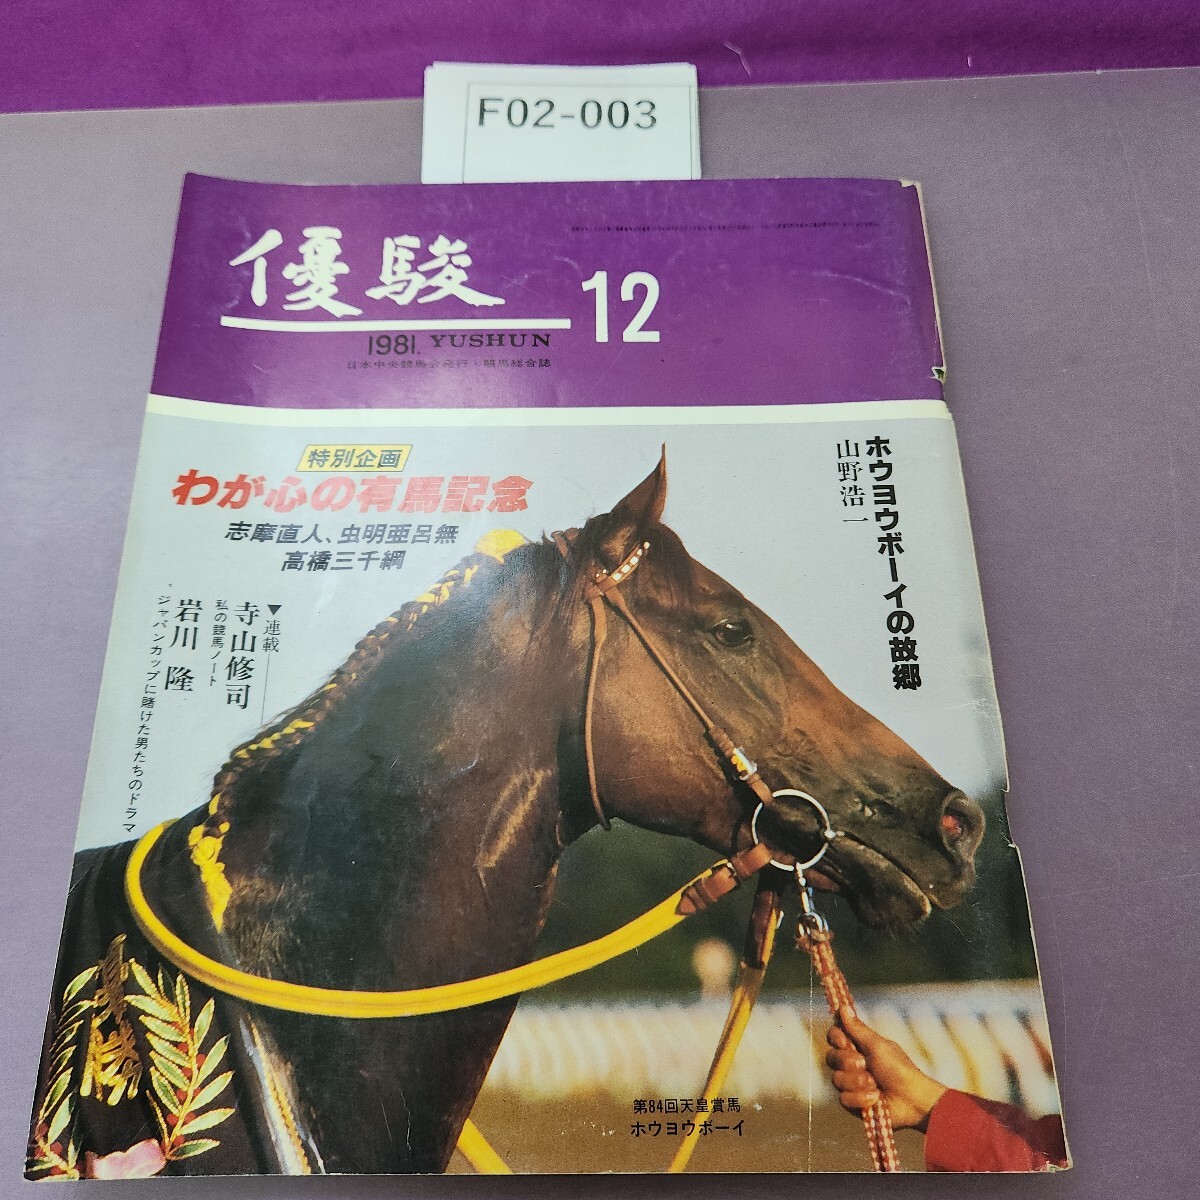 F02-003
優駿
12
1981. YUSHUN
日本中央競馬会発行・競馬総合誌
特別企画
わが心の有馬記念
志摩直人、虫明亜呂無
高橋三千綱
ホウヨウボーイの故郷
山野浩一
▼連載
寺山修司
私の競馬ノート
岩川 隆
ジャパンカップに賭けた男たちのドラマ
優勝
第84回天皇賞馬
ホウヨウボーイ